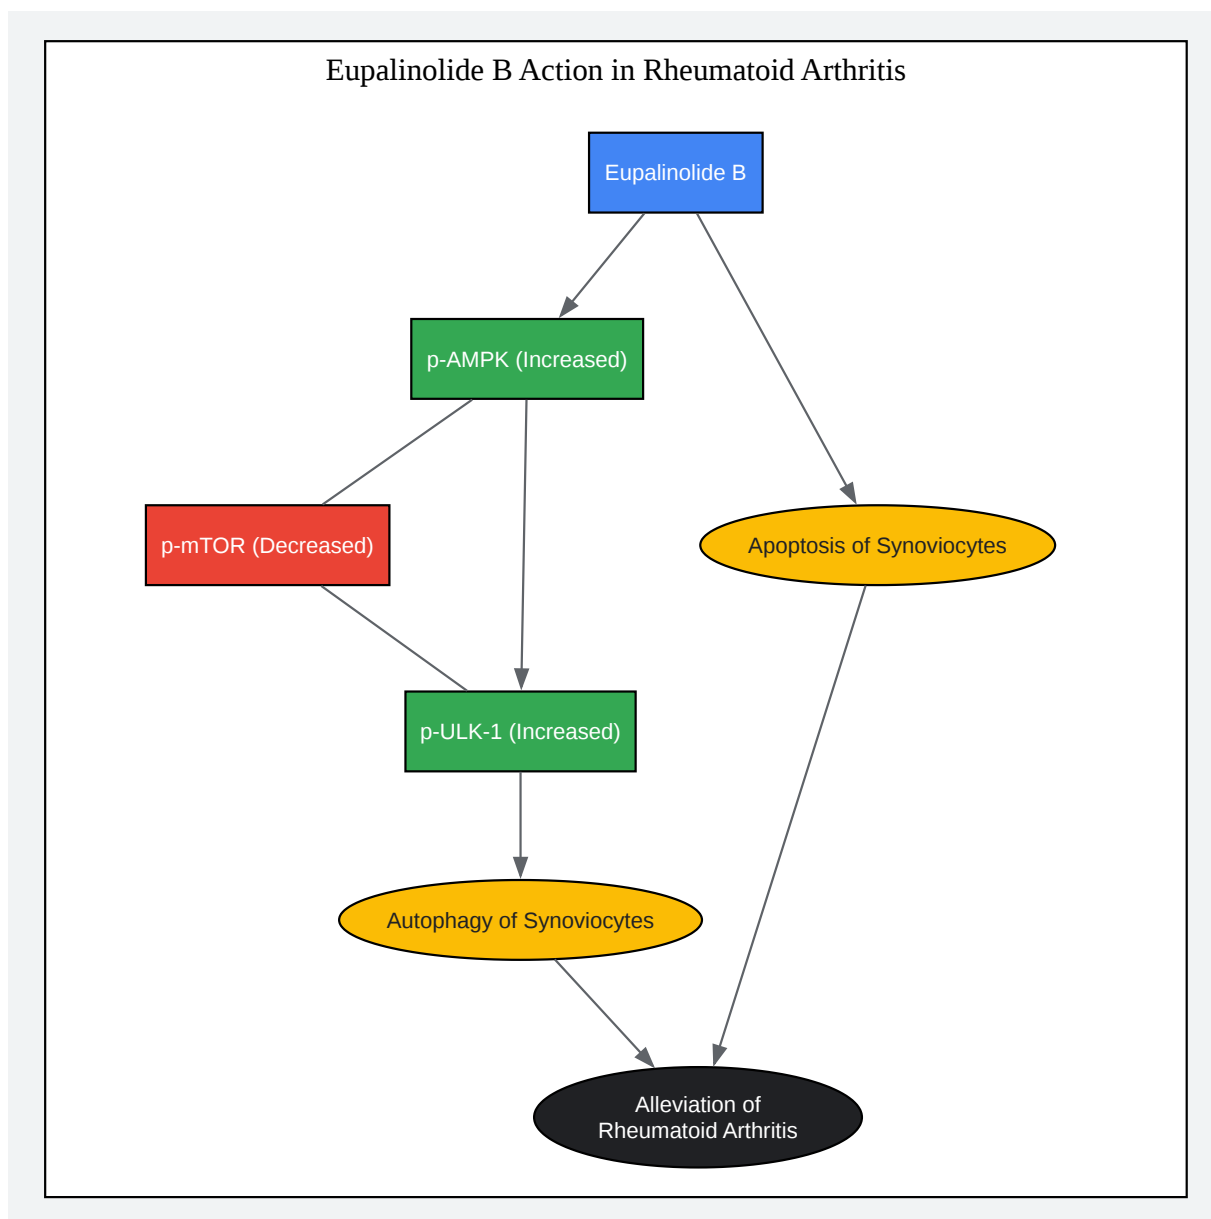 Eupalinolide B Action in Rheumatoid Arthritis
Eupalinolide B
p-AMPK (Increased)
p-mTOR (Decreased)
Apoptosis of Synoviocytes
p-ULK-1 (Increased)
Autophagy of Synoviocytes
Alleviation of
Rheumatoid Arthritis